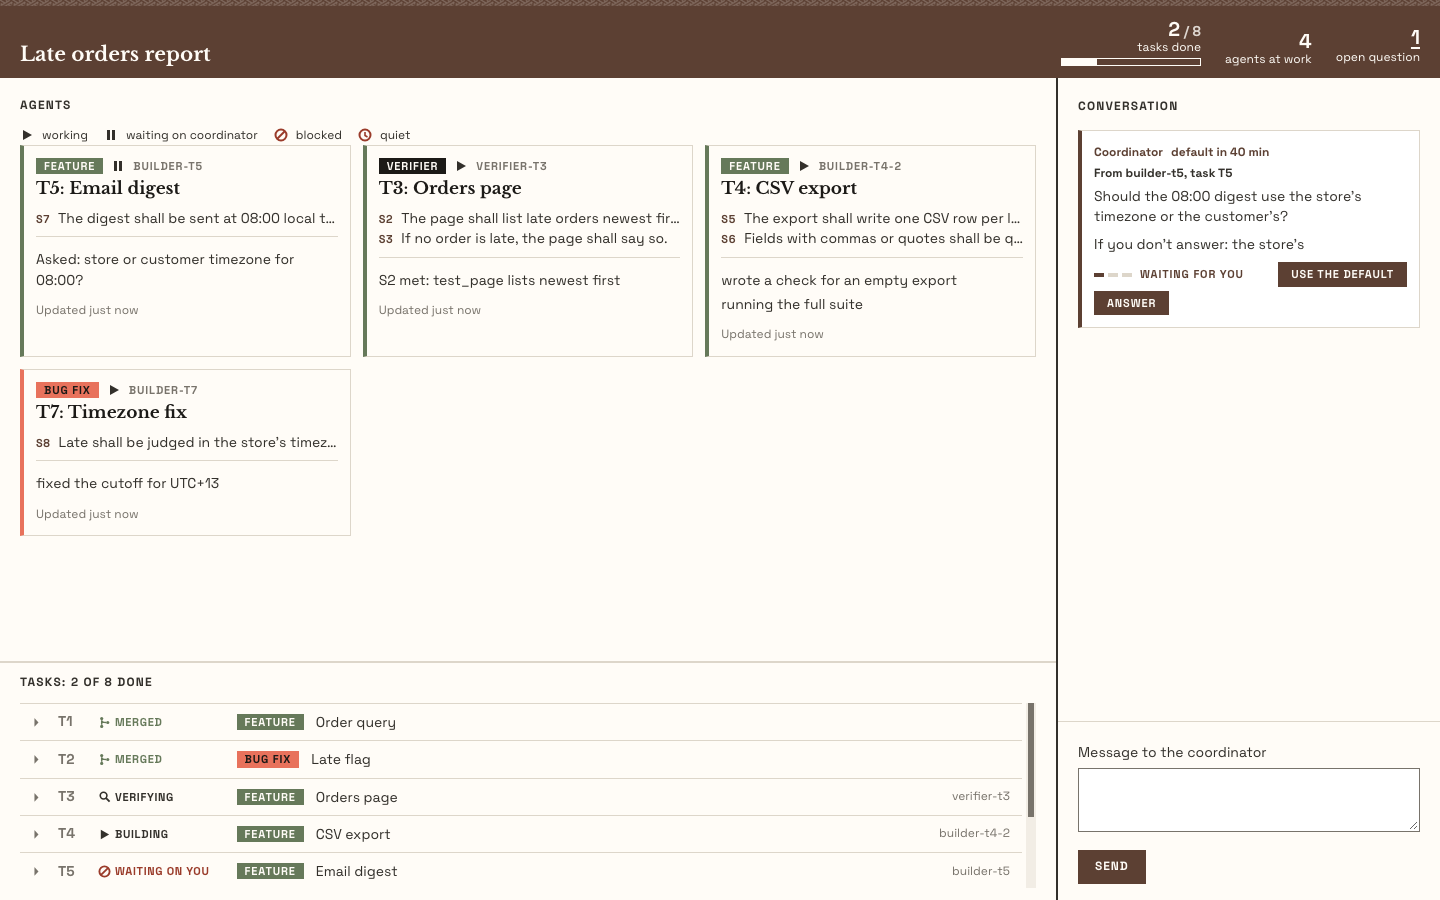 Late orders report
2 / 8
tasks done
4
agents at work
1
open question
AGENTS
working
waiting on coordinator
blocked
quiet
FEATURE
BUILDER-T5
T5: Email digest
S7 The digest shall be sent at 08:00 local t...
Asked: store or customer timezone for
08:00?
Updated just now
VERIFIER
VERIFIER-T3
T3: Orders page
S2 The page shall list late orders newest fir...
S3 If no order is late, the page shall say so.
S2 met: test_page lists newest first
Updated just now
FEATURE
BUILDER-T4-2
T4: CSV export
S5 The export shall write one CSV row per l...
S6 Fields with commas or quotes shall be q...
wrote a check for an empty export
running the full suite
Updated just now
BUG FIX
BUILDER-T7
T7: Timezone fix
S8 Late shall be judged in the store's timez...
fixed the cutoff for UTC+13
Updated just now
TASKS: 2 OF 8 DONE
T1 MERGED FEATURE Order query
T2 MERGED BUG FIX Late flag
T3 VERIFYING FEATURE Orders page verifier-t3
T4 BUILDING FEATURE CSV export builder-t4-2
T5 WAITING ON YOU FEATURE Email digest builder-t5
CONVERSATION
Coordinator default in 40 min
From builder-t5, task T5
Should the 08:00 digest use the store's
timezone or the customer's?
If you don't answer: the store's
WAITING FOR YOU
USE THE DEFAULT
ANSWER
Message to the coordinator
SEND